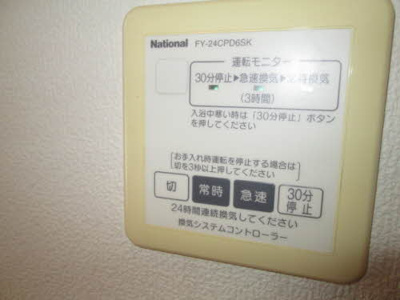 National FY-24CPD6SK
運転モニター
30分停止▶急速換気▶常時換気
(3時間)
入浴中寒い時は「30分停止」ボタン
を押してください
お手入れ時運転を停止する場合は
切を3秒以上押してください
切 常時 急速 30分停止
24時間連続換気してください
換気システムコントローラー